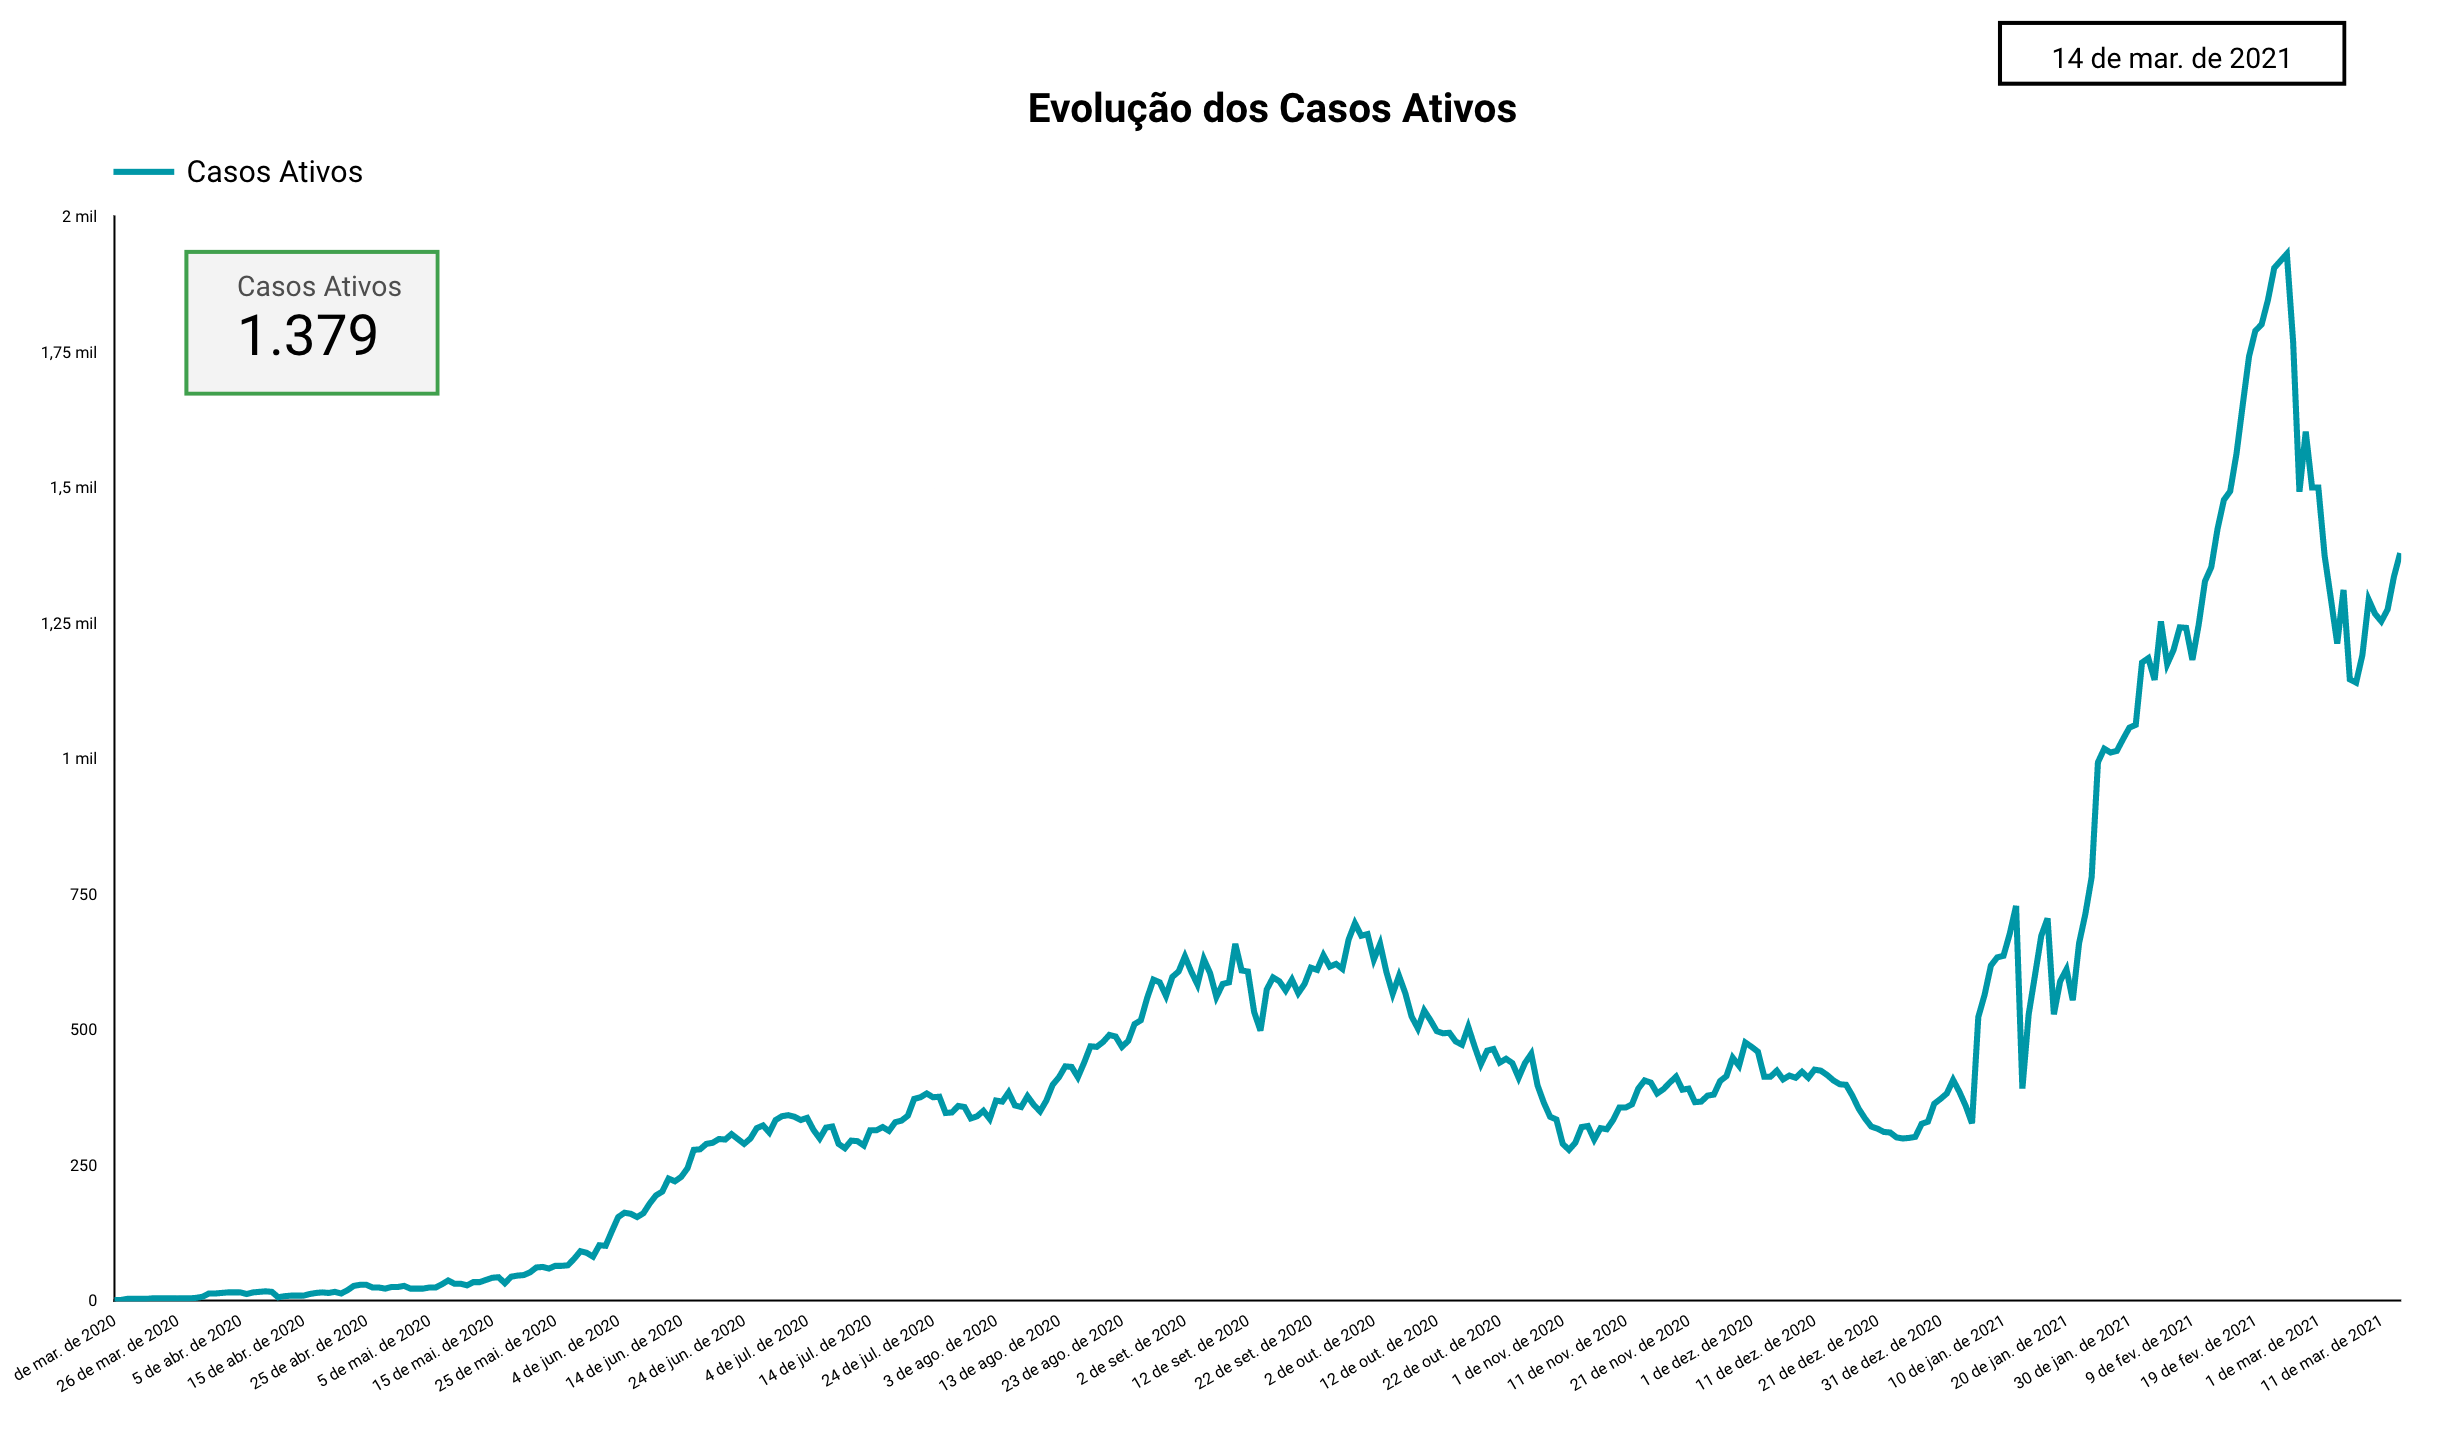 14 de mar. de 2021
Evolução dos Casos Ativos
Casos Ativos
2 mil
Casos Ativos
1.379
1,75 mil
1,5 mil
1,25 mil
1 mil
750
500
250
0
de mar. de 2020
26 de mar. de 2020
5 de abr. de 2020
15 de abr. de 2020
25 de abr. de 2020
5 de mai. de 2020
15 de mai. de 2020
25 de mai. de 2020
4 de jun. de 2020
14 de jun. de 2020
24 de jun. de 2020
4 de jul. de 2020
14 de jul. de 2020
24 de jul. de 2020
3 de ago. de 2020
13 de ago. de 2020
23 de ago. de 2020
2 de set. de 2020
12 de set. de 2020
22 de set. de 2020
2 de out. de 2020
12 de out. de 2020
22 de out. de 2020
1 de nov. de 2020
11 de nov. de 2020
21 de nov. de 2020
1 de dez. de 2020
11 de dez. de 2020
21 de dez. de 2020
31 de dez. de 2020
10 de jan. de 2021
20 de jan. de 2021
30 de jan. de 2021
9 de fev. de 2021
19 de fev. de 2021
1 de mar. de 2021
11 de mar. de 2021